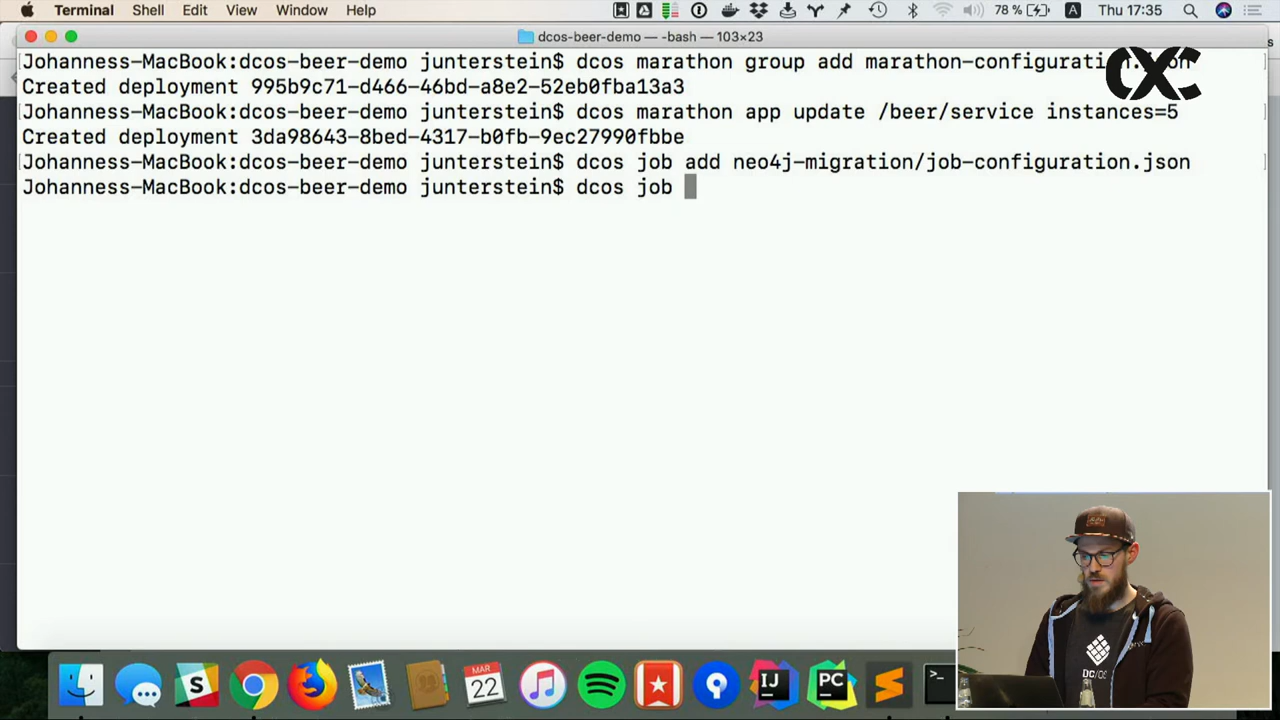 Terminal Shell Edit View Window Help 78 % A Thu 17:35
dcos-beer-demo — -bash — 103×23
Johanness-MacBook:dcos-beer-demo junterstein$ dcos marathon group add marathon-configuration.json
Created deployment 995b9c71-d466-46bd-a8e2-52eb0fba13a3
Johanness-MacBook:dcos-beer-demo junterstein$ dcos marathon app update /beer/service instances=5
Created deployment 3da98643-8bed-4317-b0fb-9ec27990fbbe
Johanness-MacBook:dcos-beer-demo junterstein$ dcos job add neo4j-migration/job-configuration.json
Johanness-MacBook:dcos-beer-demo junterstein$ dcos job
DC/OS
MAR
22
IJ
PC
>_